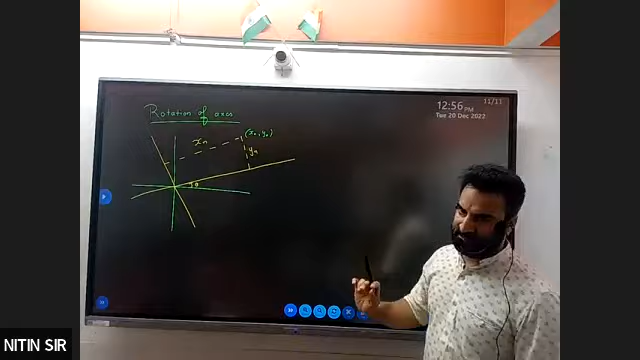 Rotation of axes
12:56 PM
11/11
Tue 20 Dec 2022
xn
(xn, yn)
yn
θ
NITIN SIR